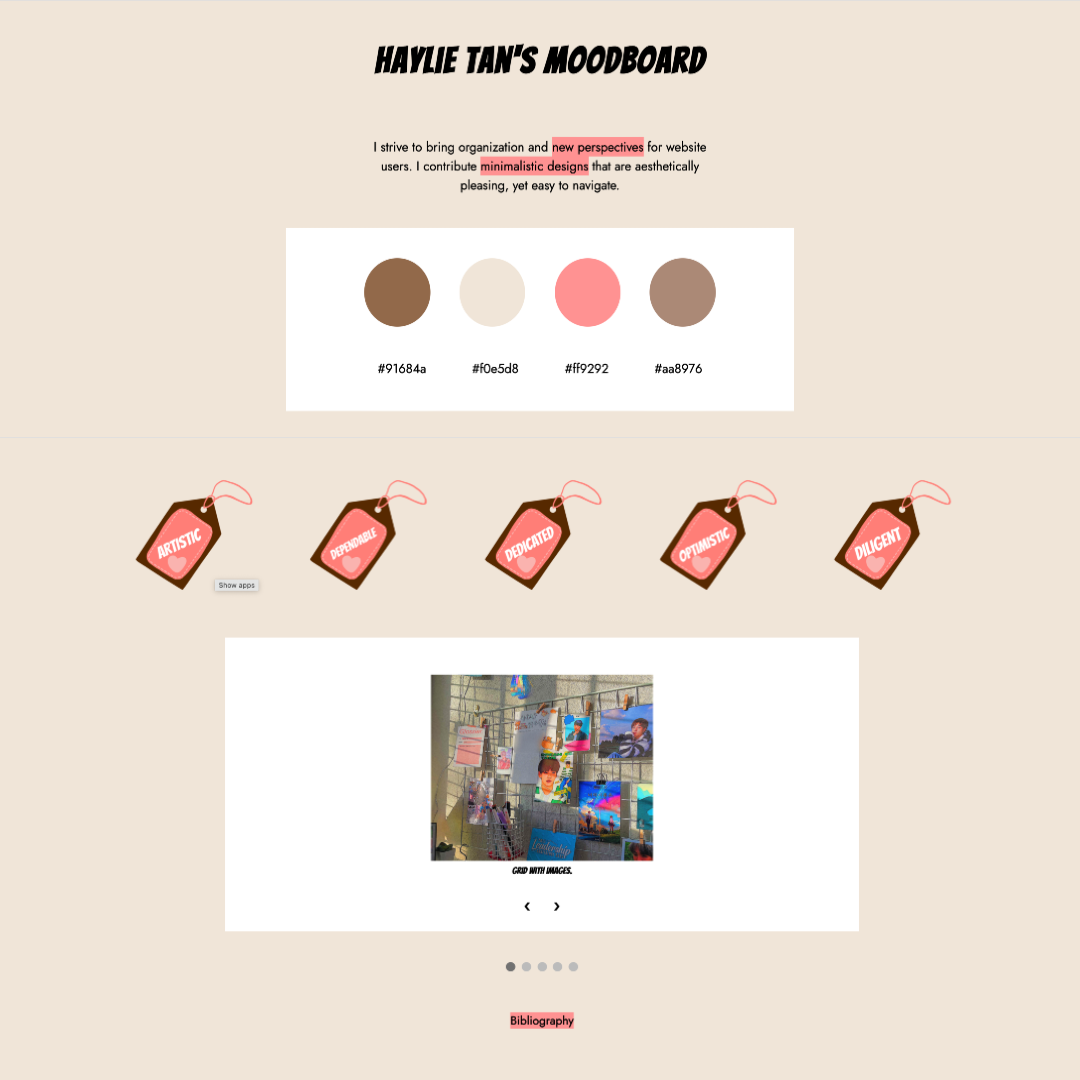 HAYLIE TAN'S MOODBOARD
I strive to bring organization and new perspectives for website
users. I contribute minimalistic designs that are aesthetically
pleasing, yet easy to navigate.
#91684a
#f0e5d8
#ff9292
#aa8976
ARTISTIC
DEPENDABLE
DEDICATED
OPTIMISTIC
DILIGENT
Show apps
Leadership
GRID WITH IMAGES.
‹ ›
Bibliography